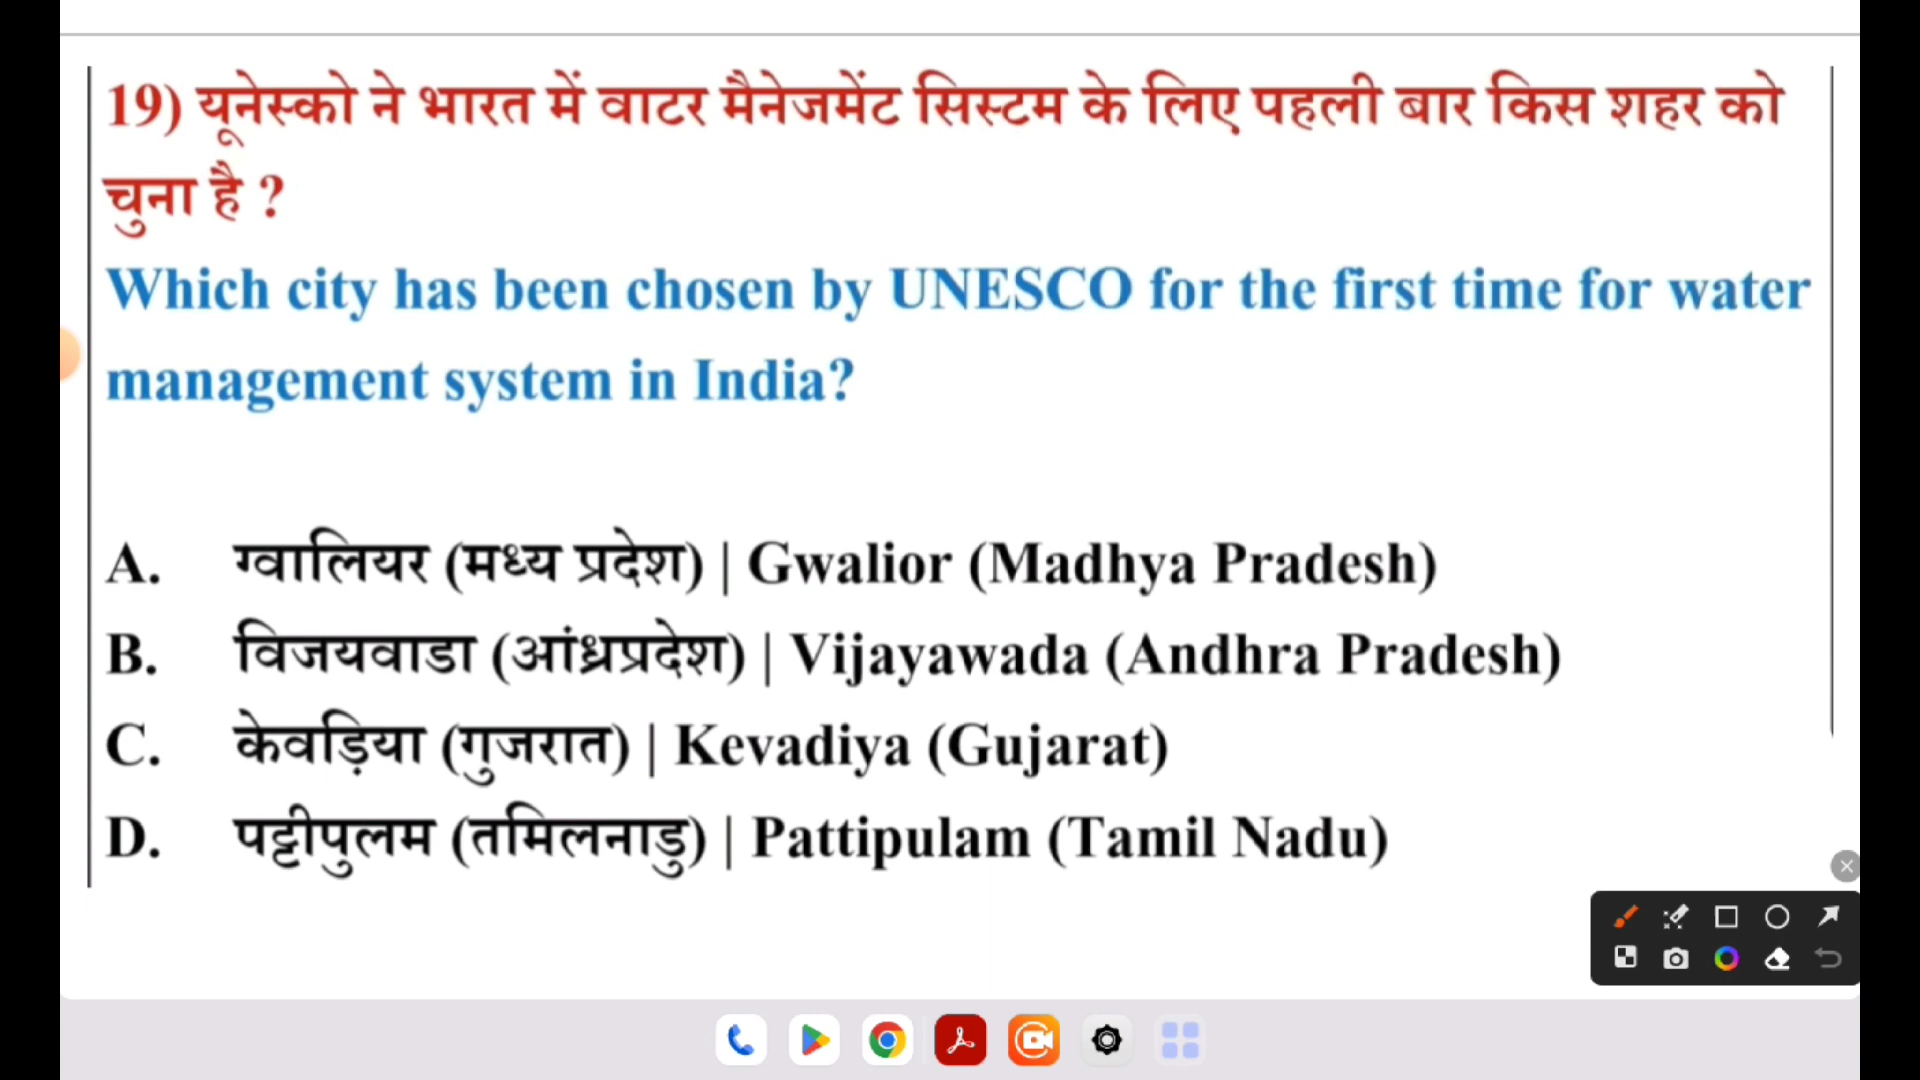 19) यूनेस्को ने भारत में वाटर मैनेजमेंट सिस्टम के लिए पहली बार किस शहर को
चुना है ?
Which city has been chosen by UNESCO for the first time for water
management system in India?
A. ग्वालियर (मध्य प्रदेश) | Gwalior (Madhya Pradesh)
B. विजयवाडा (आंध्रप्रदेश) | Vijayawada (Andhra Pradesh)
C. केवड़िया (गुजरात) | Kevadiya (Gujarat)
D. पट्टीपुलम (तमिलनाडु) | Pattipulam (Tamil Nadu)